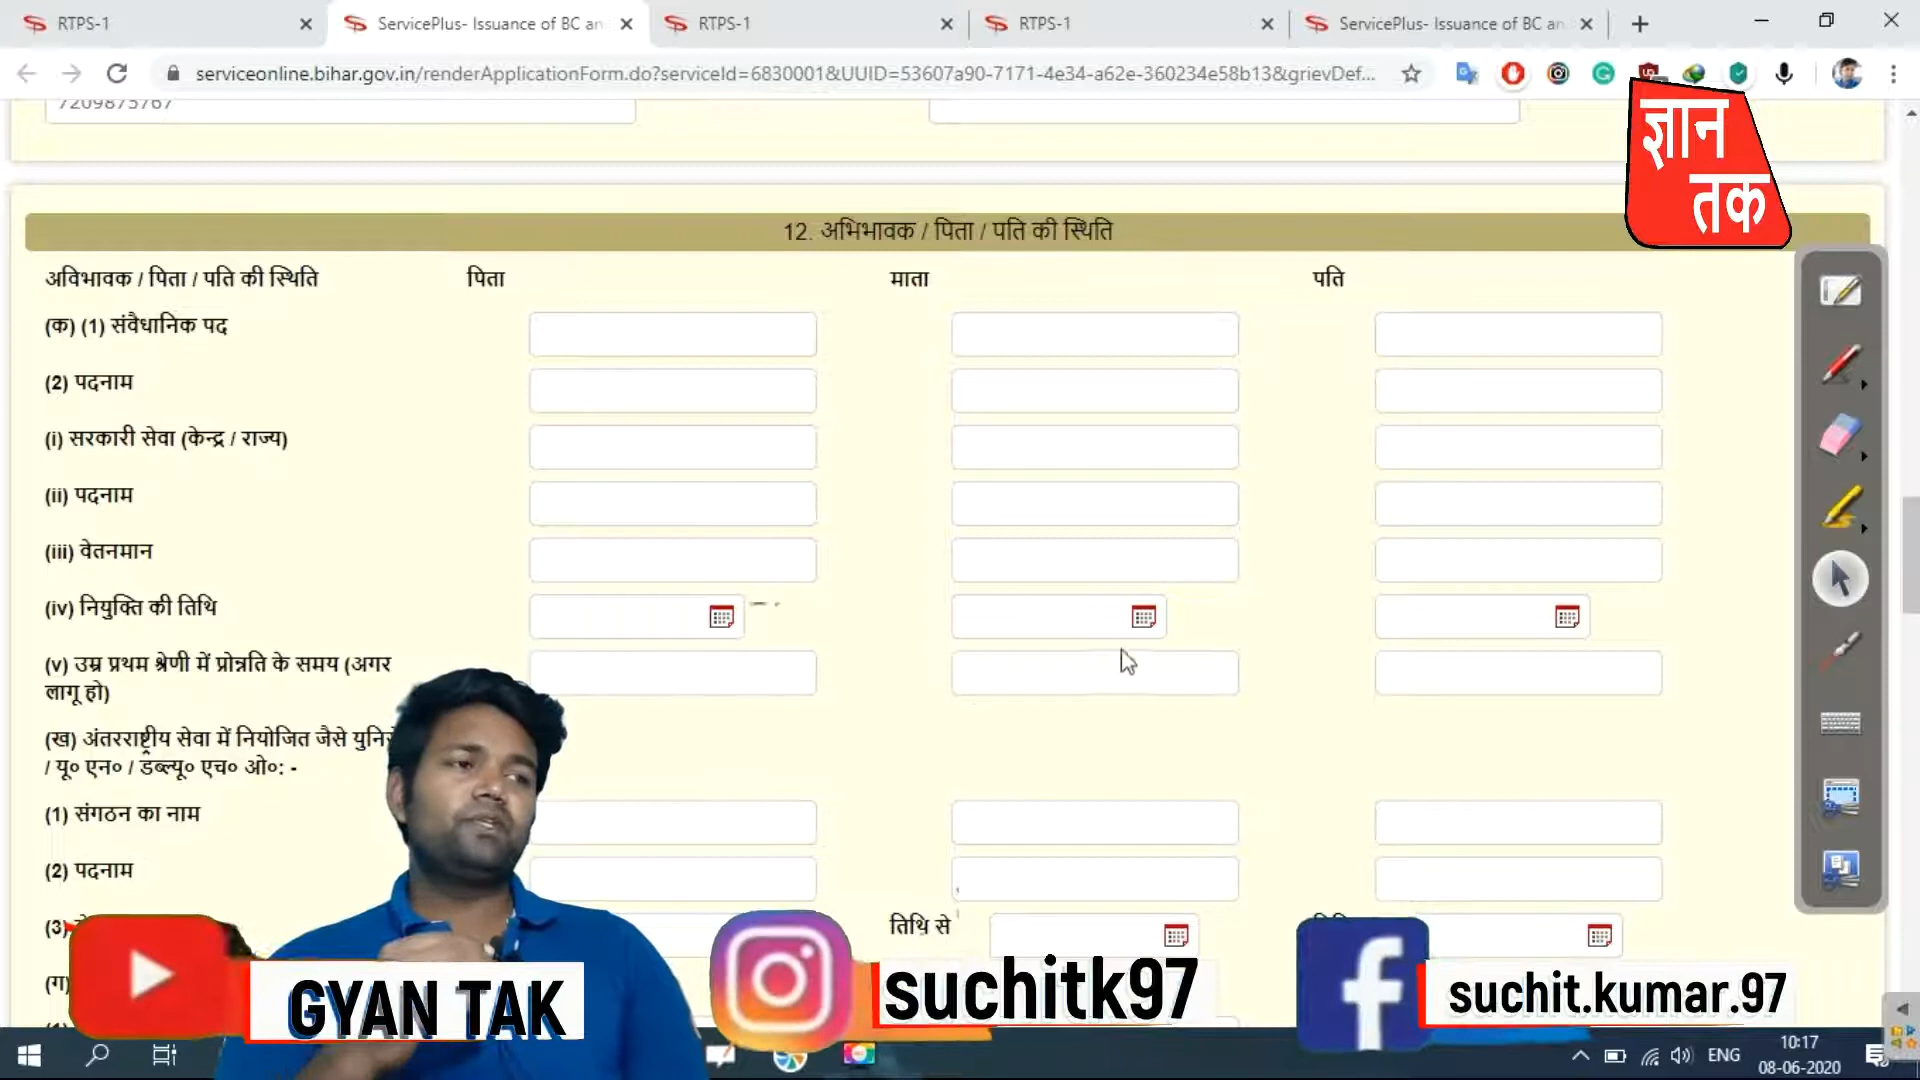 RTPS-1
ServicePlus- Issuance of BC an
RTPS-1
RTPS-1
ServicePlus- Issuance of BC an
serviceonline.bihar.gov.in/renderApplicationForm.do?serviceId=6830001&UUID=53607a90-7171-4e34-a62e-360234e58b13&grievDef...
7209875767
ज्ञान
तक
12. अभिभावक / पिता / पति की स्थिति
अविभावक / पिता / पति की स्थिति पिता माता पति
(क) (1) संवैधानिक पद
(2) पदनाम
(i) सरकारी सेवा (केन्द्र / राज्य)
(ii) पदनाम
(iii) वेतनमान
(iv) नियुक्ति की तिथि
(v) उम्र प्रथम श्रेणी में प्रोन्नति के समय (अगर
लागू हो)
(ख) अंतरराष्ट्रीय सेवा में नियोजित जैसे
/ यू० एन० / डब्ल्यू० एच० ओ०: -
(1) संगठन का नाम
(2) पदनाम
(3)
तिथि से
(ग)
GYAN TAK
suchitk97
suchit.kumar.97
ENG
10:17
08-06-2020